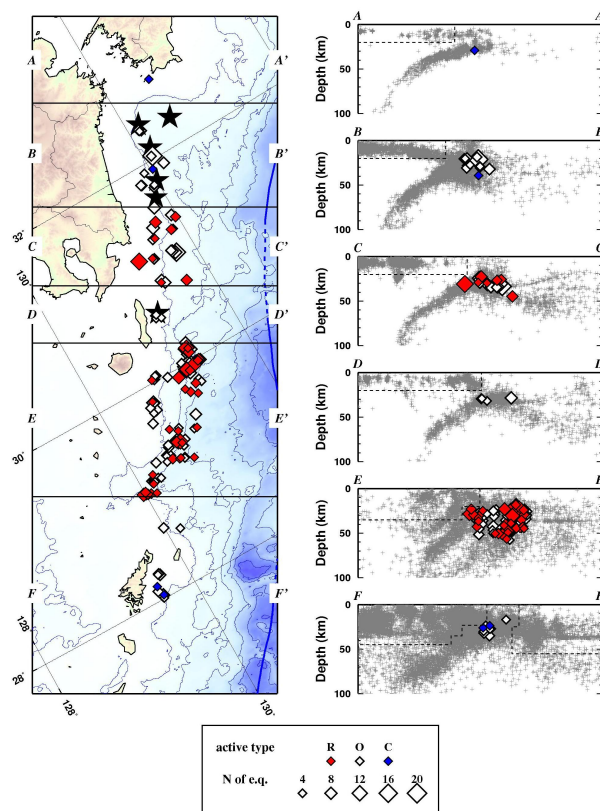 A
A'
B
B'
C
C'
D
D'
E
E'
F
F'
32°
130°
30°
128°
28°
128°
130°
A
Depth (km)
0
50
100
B
Depth (km)
0
50
100
C
Depth (km)
0
50
100
D
Depth (km)
0
50
100
E
Depth (km)
0
50
100
F
Depth (km)
0
50
100
active type
R O C
N of e.q. 4 8 12 16 20